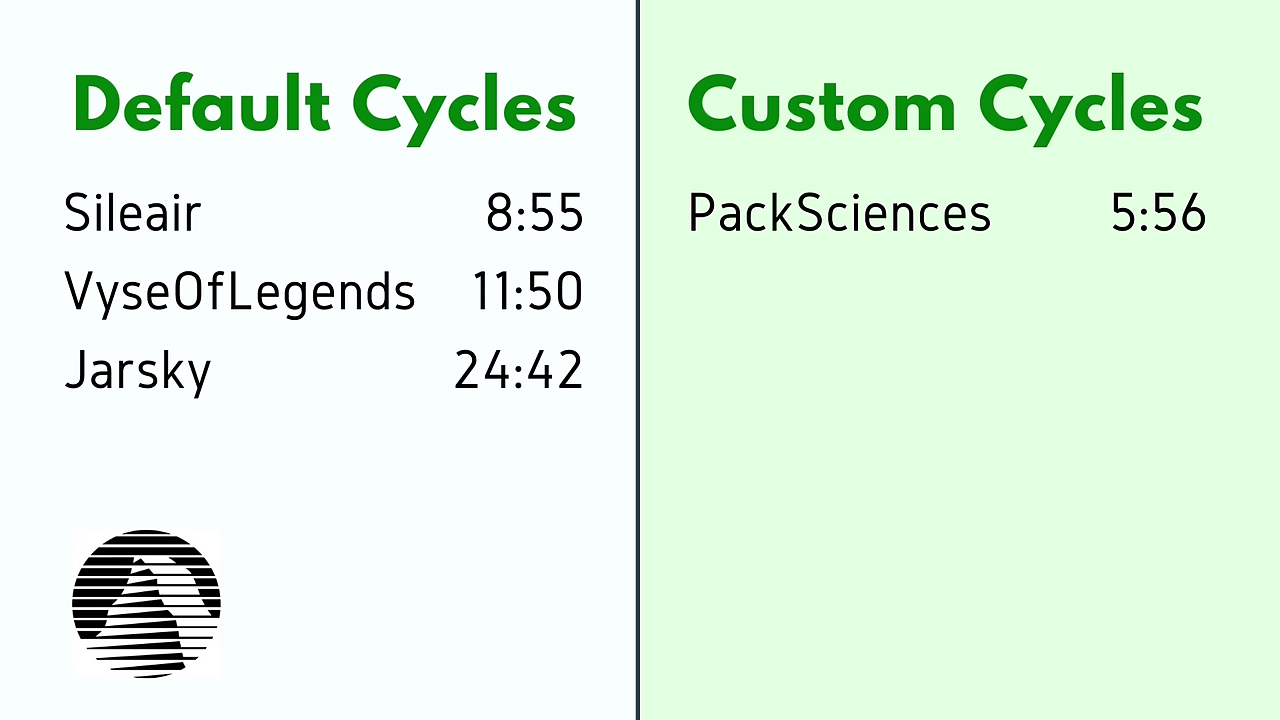 Default Cycles
Sileair 8:55
VyseOfLegends 11:50
Jarsky 24:42
Custom Cycles
PackSciences 5:56